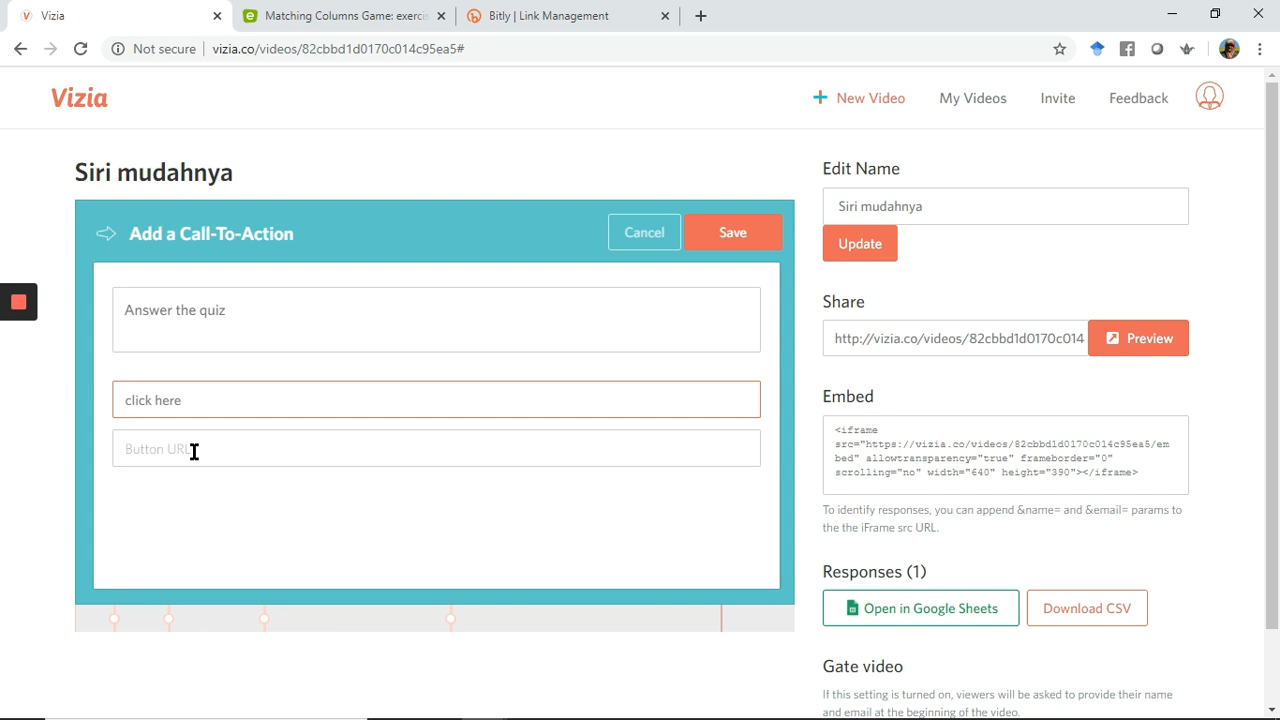 Vizia
Matching Columns Game: exercis
Bitly | Link Management
Not secure
vizia.co/videos/82cbbd1d0170c014c95ea5#
Vizia
New Video
My Videos
Invite
Feedback
Siri mudahnya
Add a Call-To-Action
Cancel
Save
Answer the quiz
click here
Button URL
Edit Name
Siri mudahnya
Update
Share
http://vizia.co/videos/82cbbd1d0170c014
Preview
Embed
<iframe
src="https://vizia.co/videos/82cbbd1d0170c014c95ea5/em
bed" allowtransparency="true" frameborder="0"
scrolling="no" width="640" height="390"></iframe>
To identify responses, you can append &name= and &email= params to
the the iFrame src URL.
Responses (1)
Open in Google Sheets
Download CSV
Gate video
If this setting is turned on, viewers will be asked to provide their name
and email at the beginning of the video.